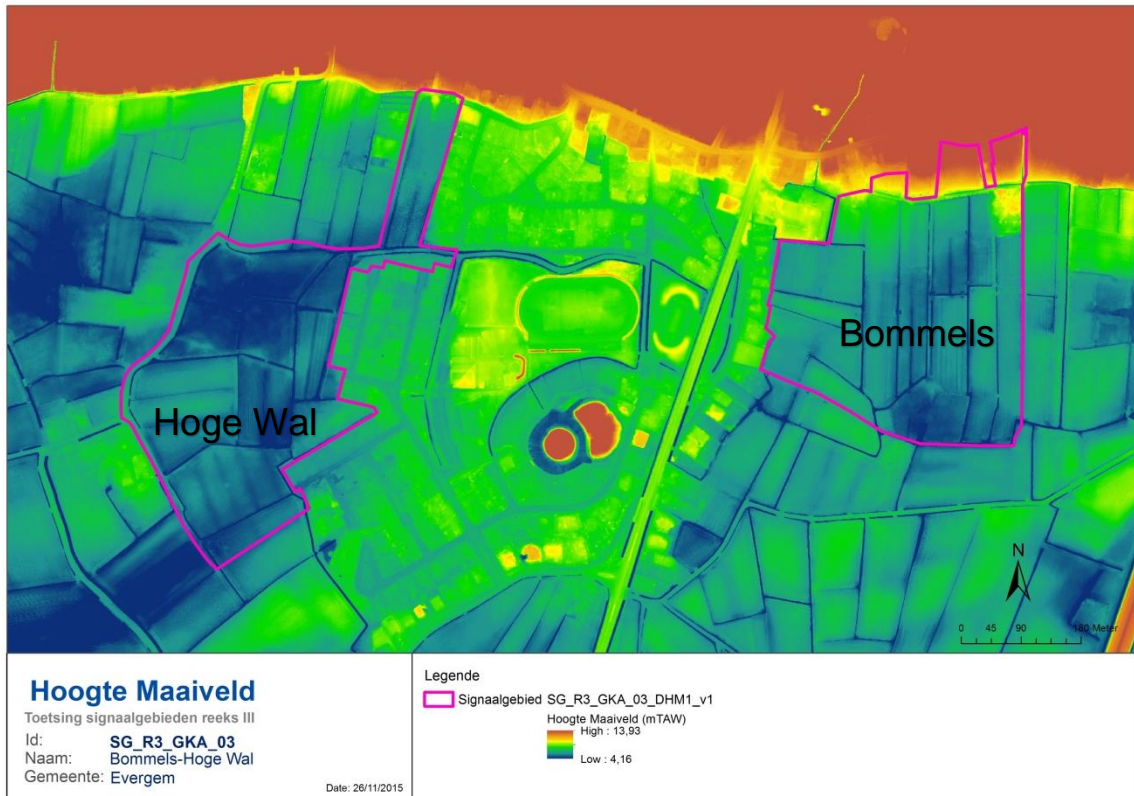 Bommels
Hoge Wal
N
0 45 90 180 Meter
Hoogte Maaiveld
Toetsing signaalgebieden reeks III
Id: SG_R3_GKA_03
Naam: Bommels-Hoge Wal
Gemeente: Evergem
Date: 26/11/2015
Legende
Signaalgebied SG_R3_GKA_03_DHM1_v1
Hoogte Maaiveld (mTAW)
High : 13,93
Low : 4,16